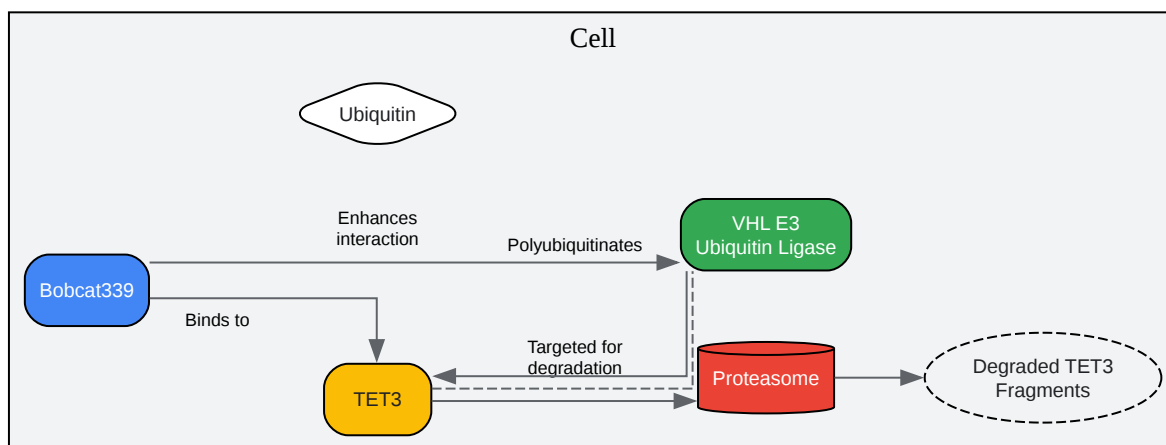 Cell
Ubiquitin
Enhances
interaction
Polyubiquitinates
VHL E3
Ubiquitin Ligase
Bobcat339
Binds to
Targeted for
degradation
TET3
Proteasome
Degraded TET3
Fragments